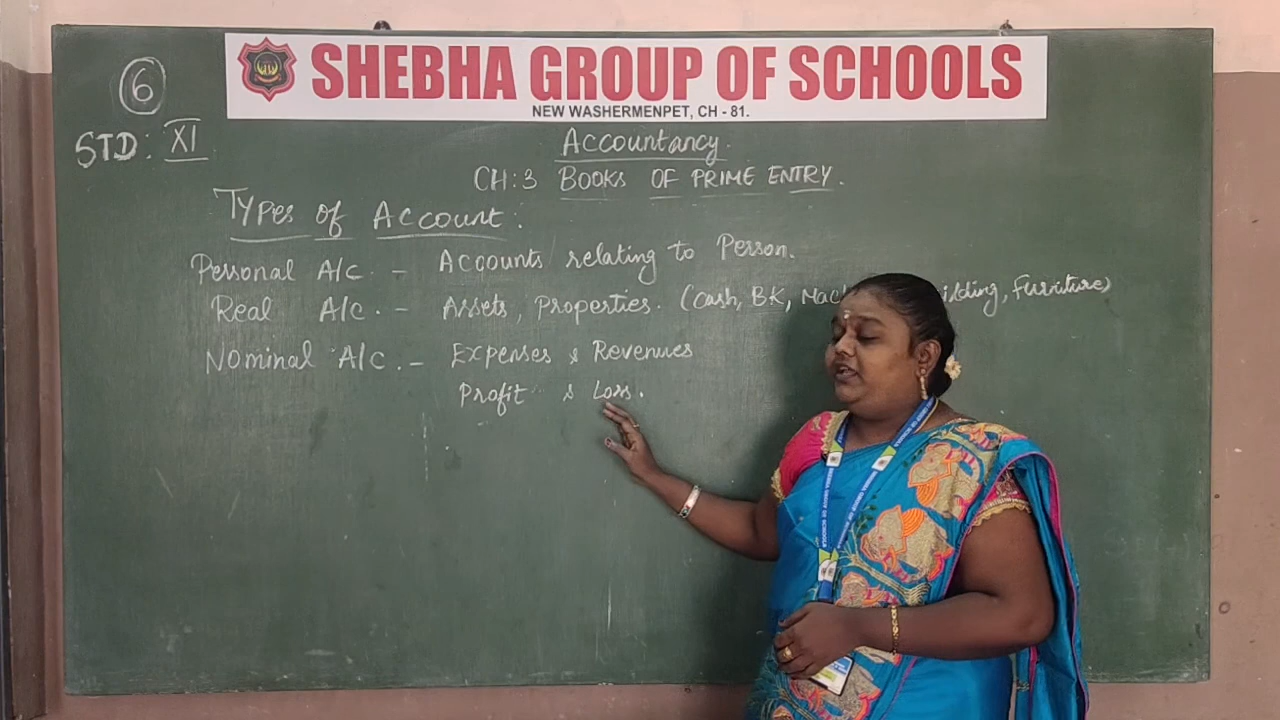 6
SHEBHA GROUP OF SCHOOLS
NEW WASHERMENPET, CH - 81.
STD: XI
Accountancy.
CH:3 BOOKS OF PRIME ENTRY.
Types of Account:
Personal A/c. - Accounts relating to Person.
Real A/c. - Assets, Properties. (Cash, BK, Furniture)
Nominal A/c. - Expenses & Revenues
Profit & Loss.